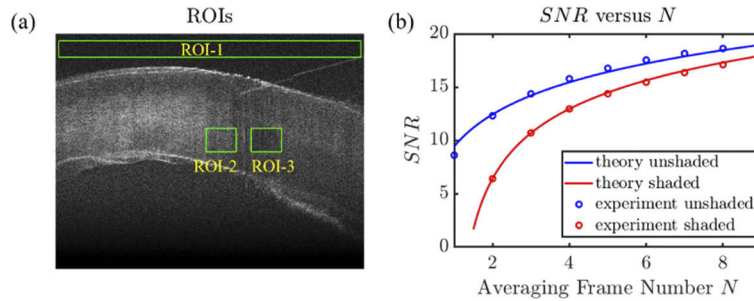 (a)
ROIs
ROI-1
ROI-2
ROI-3
(b)
SNR versus N
SNR
20
15
10
5
0
2
4
6
8
Averaging Frame Number N
theory unshaded
theory shaded
experiment unshaded
experiment shaded